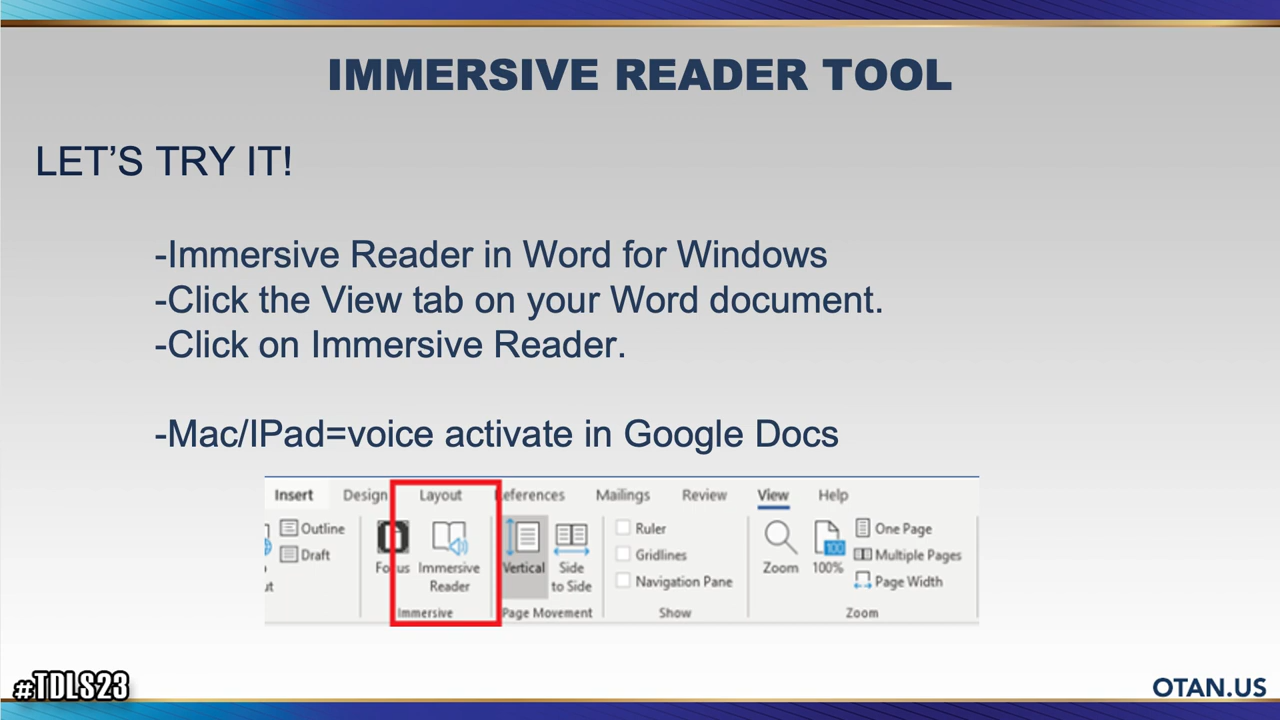 IMMERSIVE READER TOOL
LET'S TRY IT!
-Immersive Reader in Word for Windows
-Click the View tab on your Word document.
-Click on Immersive Reader.
-Mac/IPad=voice activate in Google Docs
Insert Design Layout References Mailings Review View Help
Outline
Draft
Focus
Immersive Reader
Immersive
Vertical
Side to Side
Page Movement
Ruler
Gridlines
Navigation Pane
Show
Zoom
100
100%
One Page
Multiple Pages
Page Width
Zoom
#TDLS23
OTAN.US